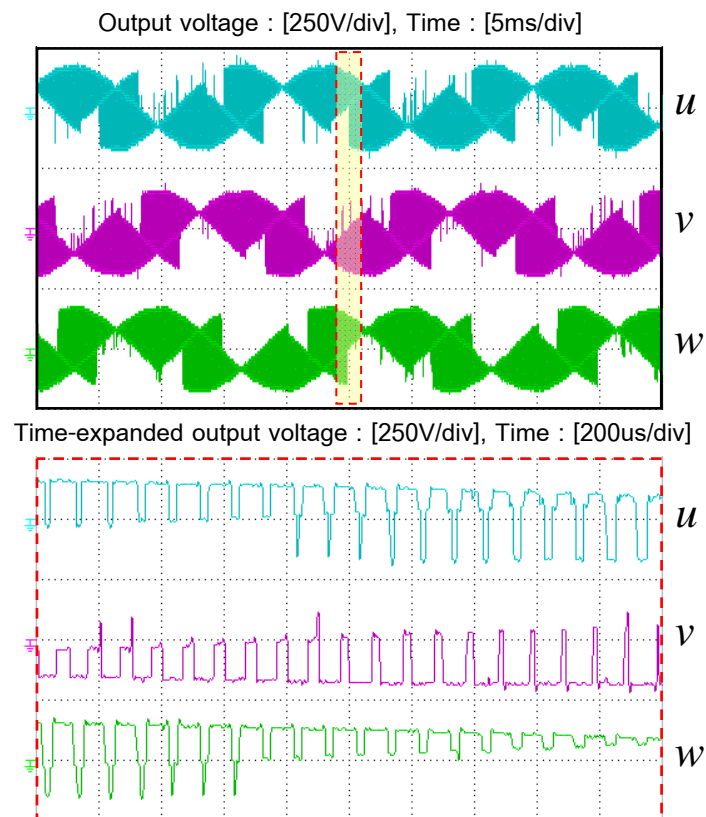 Output voltage : [250V/div], Time : [5ms/div]
u
v
w
Time-expanded output voltage : [250V/div], Time : [200us/div]
u
v
w